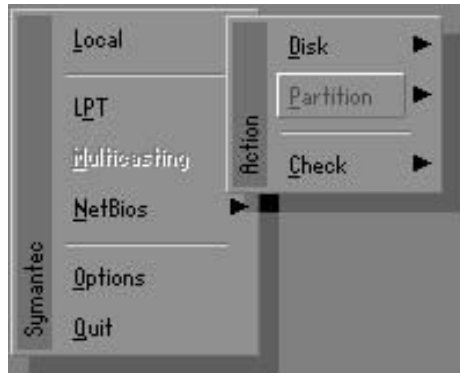 Symantec
Local
LPT
Multicasting
NetBios
Options
Quit
Action
Disk
Partition
Check